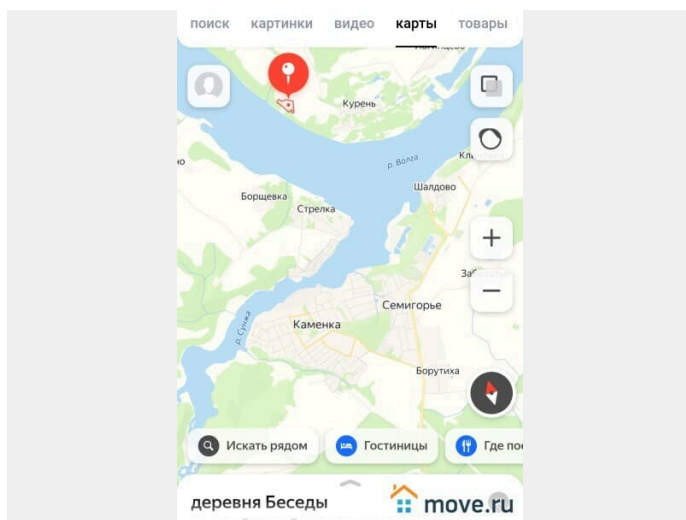 поиск картинки видео карты товары
Курень
р. Волга
Шалдово
Борщевка
Стрелка
Семигорье
Каменка
р. Сунжа
Борутиха
Искать рядом Гостиницы
деревня Беседы
move.ru